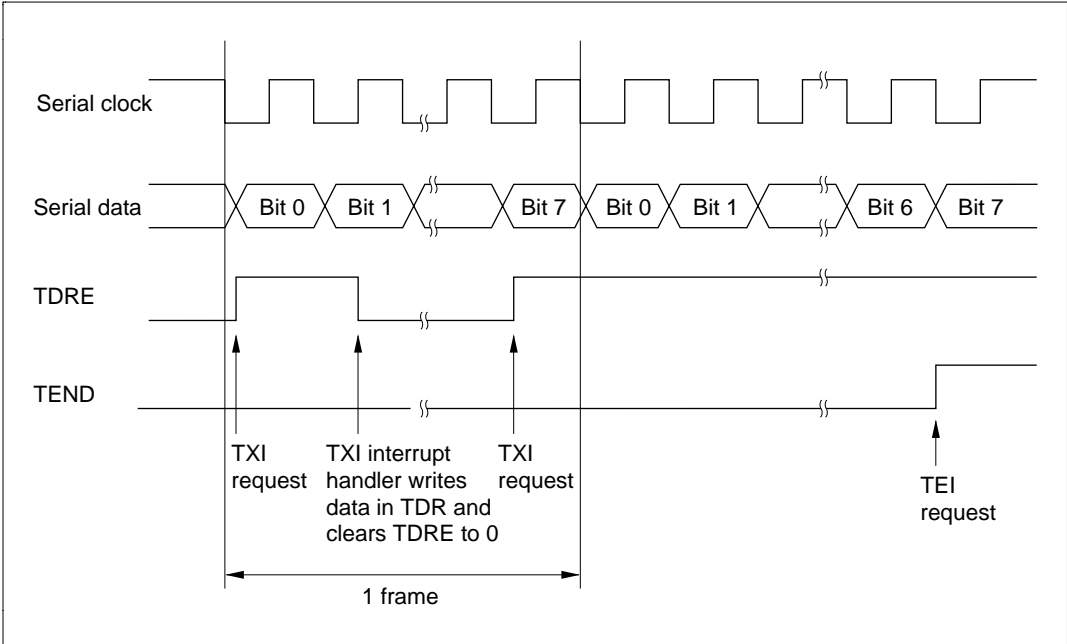 Serial clock
Serial data
Bit 0
Bit 1
Bit 7
Bit 0
Bit 1
Bit 6
Bit 7
TDRE
TEND
TXI
request
TXI interrupt
handler writes
data in TDR and
clears TDRE to 0
TXI
request
TEI
request
1 frame